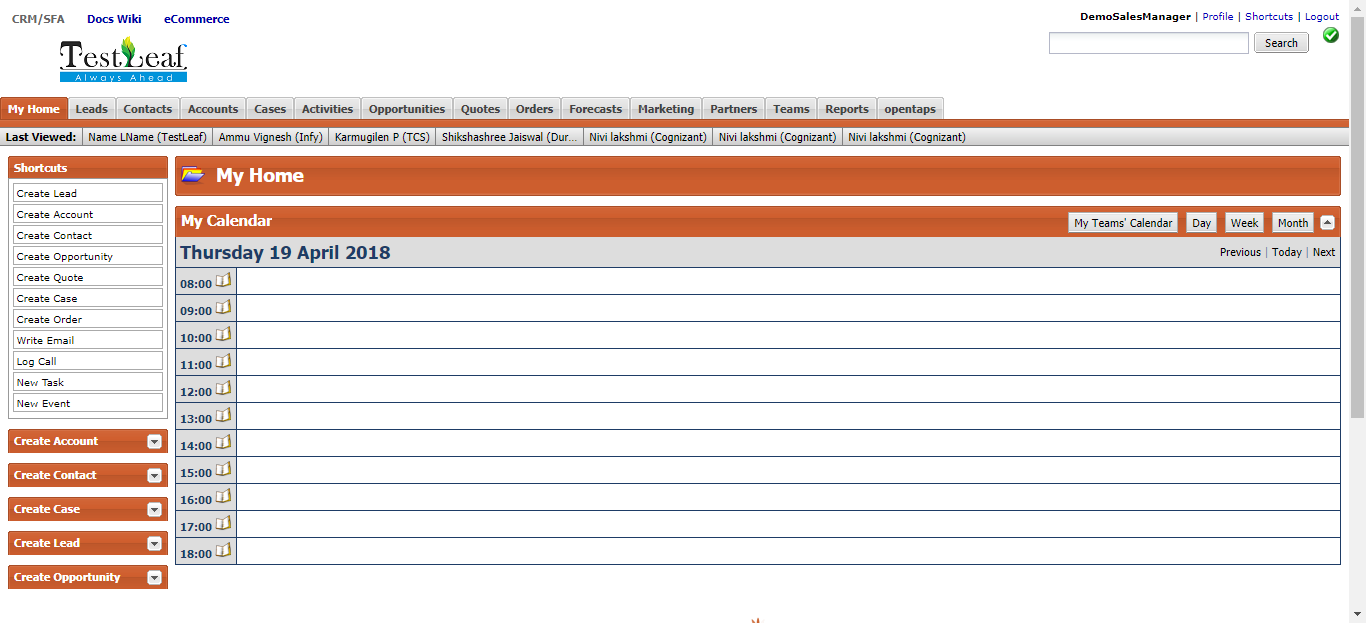 CRM/SFA Docs Wiki eCommerce
DemoSalesManager | Profile | Shortcuts | Logout
Search
TestLeaf
Always Ahead
My Home Leads Contacts Accounts Cases Activities Opportunities Quotes Orders Forecasts Marketing Partners Teams Reports opentaps
Last Viewed: Name LName (TestLeaf) Ammu Vignesh (Infy) Karmugilen P (TCS) Shikshashree Jaiswal (Dur... Nivi lakshmi (Cognizant) Nivi lakshmi (Cognizant) Nivi lakshmi (Cognizant)
Shortcuts
Create Lead
Create Account
Create Contact
Create Opportunity
Create Quote
Create Case
Create Order
Write Email
Log Call
New Task
New Event
Create Account
Create Contact
Create Case
Create Lead
Create Opportunity
My Home
My Calendar My Teams' Calendar Day Week Month
Thursday 19 April 2018 Previous | Today | Next
08:00
09:00
10:00
11:00
12:00
13:00
14:00
15:00
16:00
17:00
18:00